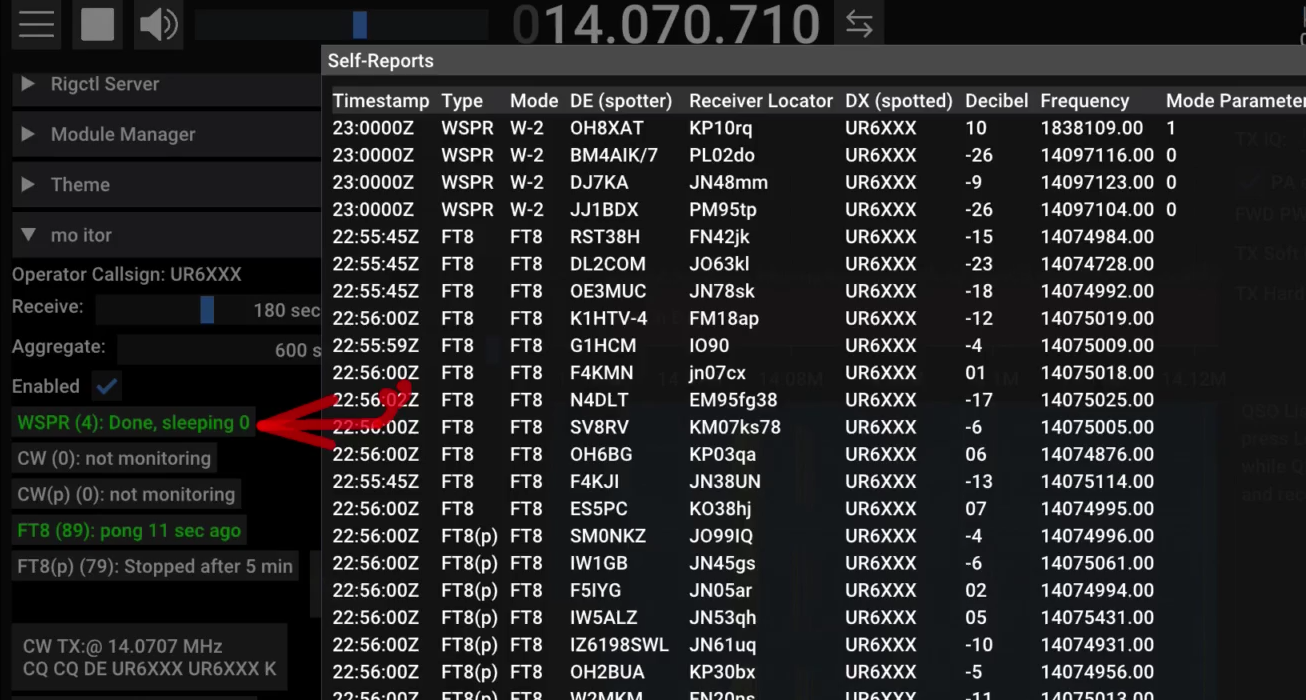 014.070.710
Self-Reports
Rigctl Server
Module Manager
Theme
mo itor
Operator Callsign: UR6XXX
Receive: 180 sec
Aggregate: 600 s
Enabled
WSPR (4): Done, sleeping 0
CW (0): not monitoring
CW(p) (0): not monitoring
FT8 (89): pong 11 sec ago
FT8(p) (79): Stopped after 5 min
CW TX:@ 14.0707 MHz
CQ CQ DE UR6XXX UR6XXX K
Timestamp Type Mode DE (spotter) Receiver Locator DX (spotted) Decibel Frequency Mode Parameter
23:0000Z WSPR W-2 OH8XAT KP10rq UR6XXX 10 1838109.00 1
23:0000Z WSPR W-2 BM4AIK/7 PL02do UR6XXX -26 14097116.00 0
23:0000Z WSPR W-2 DJ7KA JN48mm UR6XXX -9 14097123.00 0
23:0000Z WSPR W-2 JJ1BDX PM95tp UR6XXX -26 14097104.00 0
22:55:45Z FT8 FT8 RST38H FN42jk UR6XXX -15 14074984.00
22:55:45Z FT8 FT8 DL2COM JO63kl UR6XXX -23 14074728.00
22:55:45Z FT8 FT8 OE3MUC JN78sk UR6XXX -18 14074992.00
22:56:00Z FT8 FT8 K1HTV-4 FM18ap UR6XXX -12 14075019.00
22:55:59Z FT8 FT8 G1HCM IO90 UR6XXX -4 14075009.00
22:56:00Z FT8 FT8 F4KMN jn07cx UR6XXX 01 14075018.00
22:56:02Z FT8 FT8 N4DLT EM95fg38 UR6XXX -17 14075025.00
22:56:00Z FT8 FT8 SV8RV KM07ks78 UR6XXX -6 14075005.00
22:56:00Z FT8 FT8 OH6BG KP03qa UR6XXX 06 14074876.00
22:55:45Z FT8 FT8 F4KJI JN38UN UR6XXX -13 14075114.00
22:56:00Z FT8 FT8 ES5PC KO38hj UR6XXX 07 14074995.00
22:56:00Z FT8(p) FT8 SM0NKZ JO99IQ UR6XXX -4 14074996.00
22:56:00Z FT8(p) FT8 IW1GB JN45gs UR6XXX -6 14075061.00
22:56:00Z FT8(p) FT8 F5IYG JN05ar UR6XXX 02 14074994.00
22:56:00Z FT8(p) FT8 IW5ALZ JN53qh UR6XXX 05 14075431.00
22:56:00Z FT8(p) FT8 IZ6198SWL JN61uq UR6XXX -10 14074931.00
22:56:00Z FT8(p) FT8 OH2BUA KP30bx UR6XXX -5 14074956.00
22:56:00Z FT8(p) FT8 W2MKM FN20ns UR6XXX -11 14075013.00
TX IQ:
PA
FWD PW
TX Soft
TX Hard
14.08M
14.12M